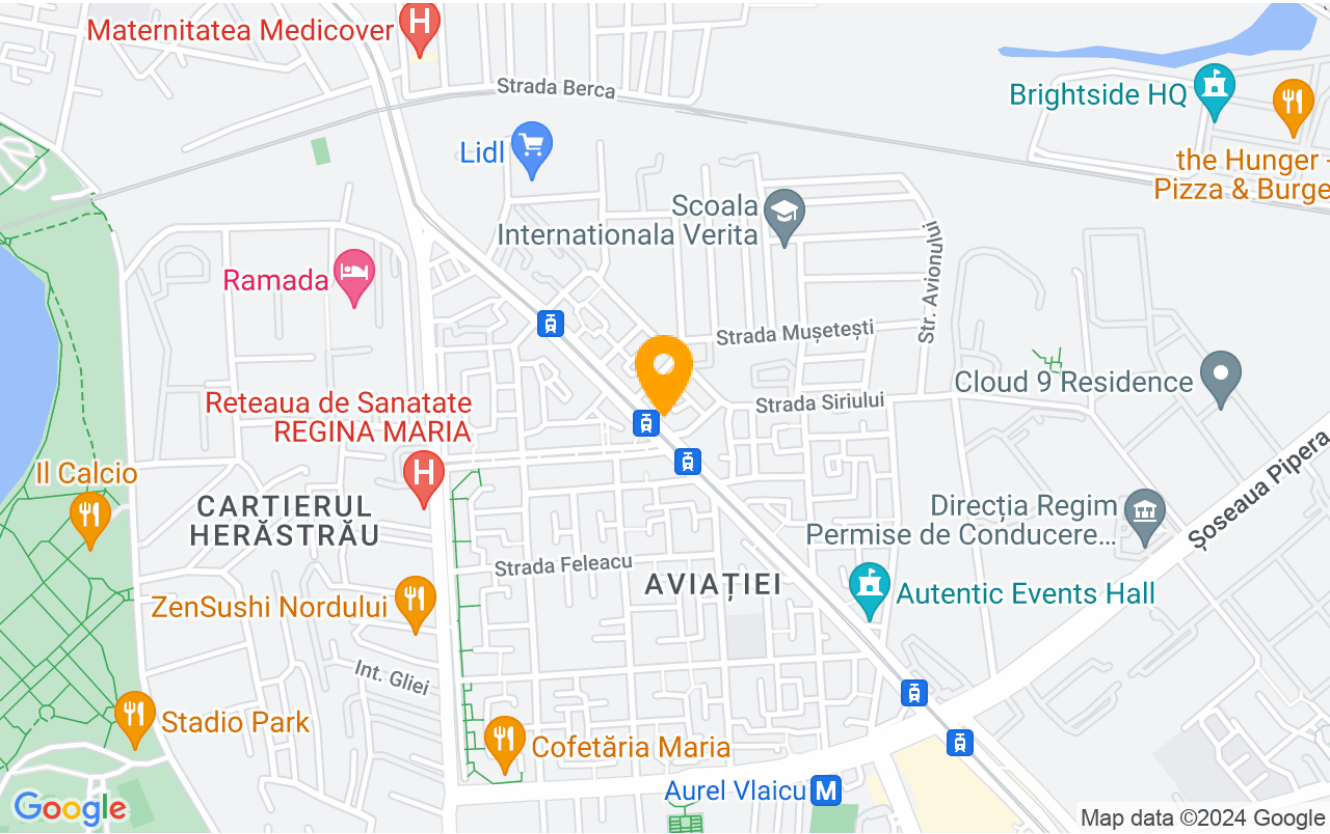 Maternitatea Medicover
H
Strada Berca
Brightside HQ
Lidl
the Hunger -
Pizza & Burge
Scoala
Internationala Verita
Str. Avionului
Ramada
Strada Mușetești
Cloud 9 Residence
Reteaua de Sanatate
REGINA MARIA
Strada Siriului
Șoseaua Pipera
H
Il Calcio
CARTIERUL
HERĂSTRĂU
Direcția Regim
Permise de Conducere...
Strada Feleacu
AVIAȚIEI
Autentic Events Hall
ZenSushi Nordului
Int. Gliei
Stadio Park
Cofetăria Maria
Aurel Vlaicu M
Google
Map data ©2024 Google